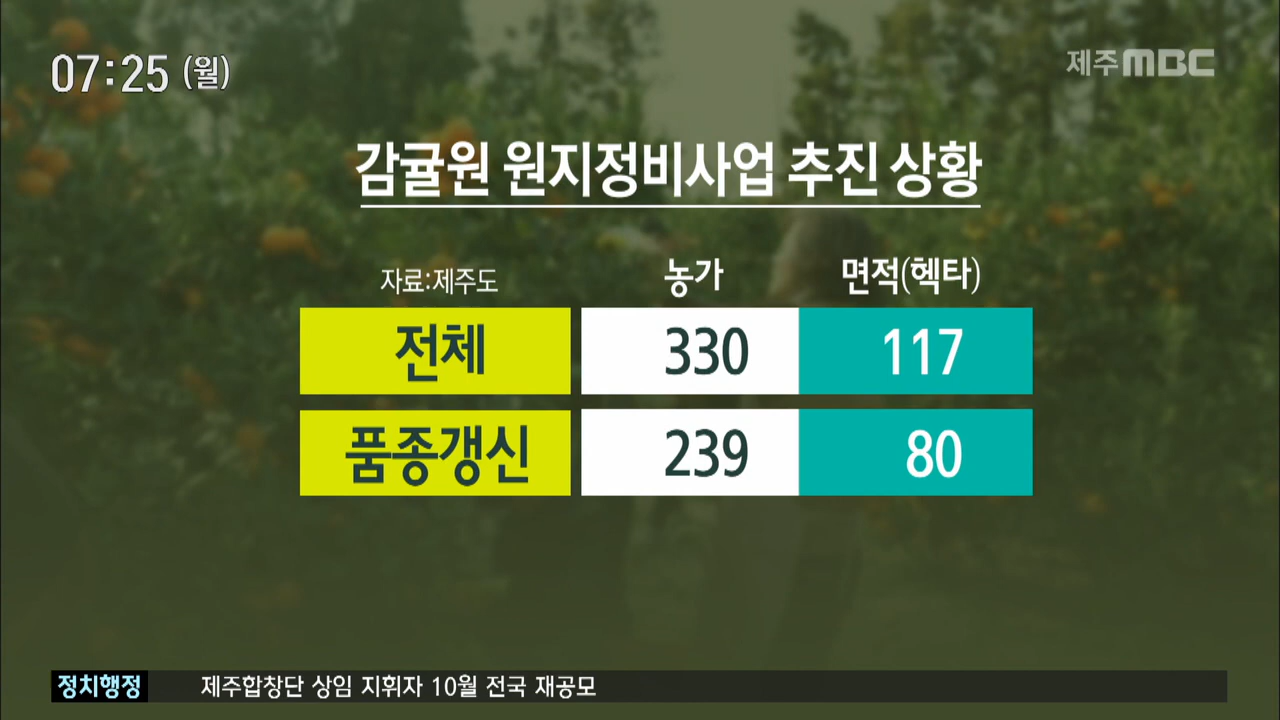 07:25 (월)
제주MBC
감귤원 원지정비사업 추진 상황
자료:제주도 농가 면적(헥타)
전체 330 117
품종갱신 239 80
정치행정 제주합창단 상임 지휘자 10월 전국 재공모